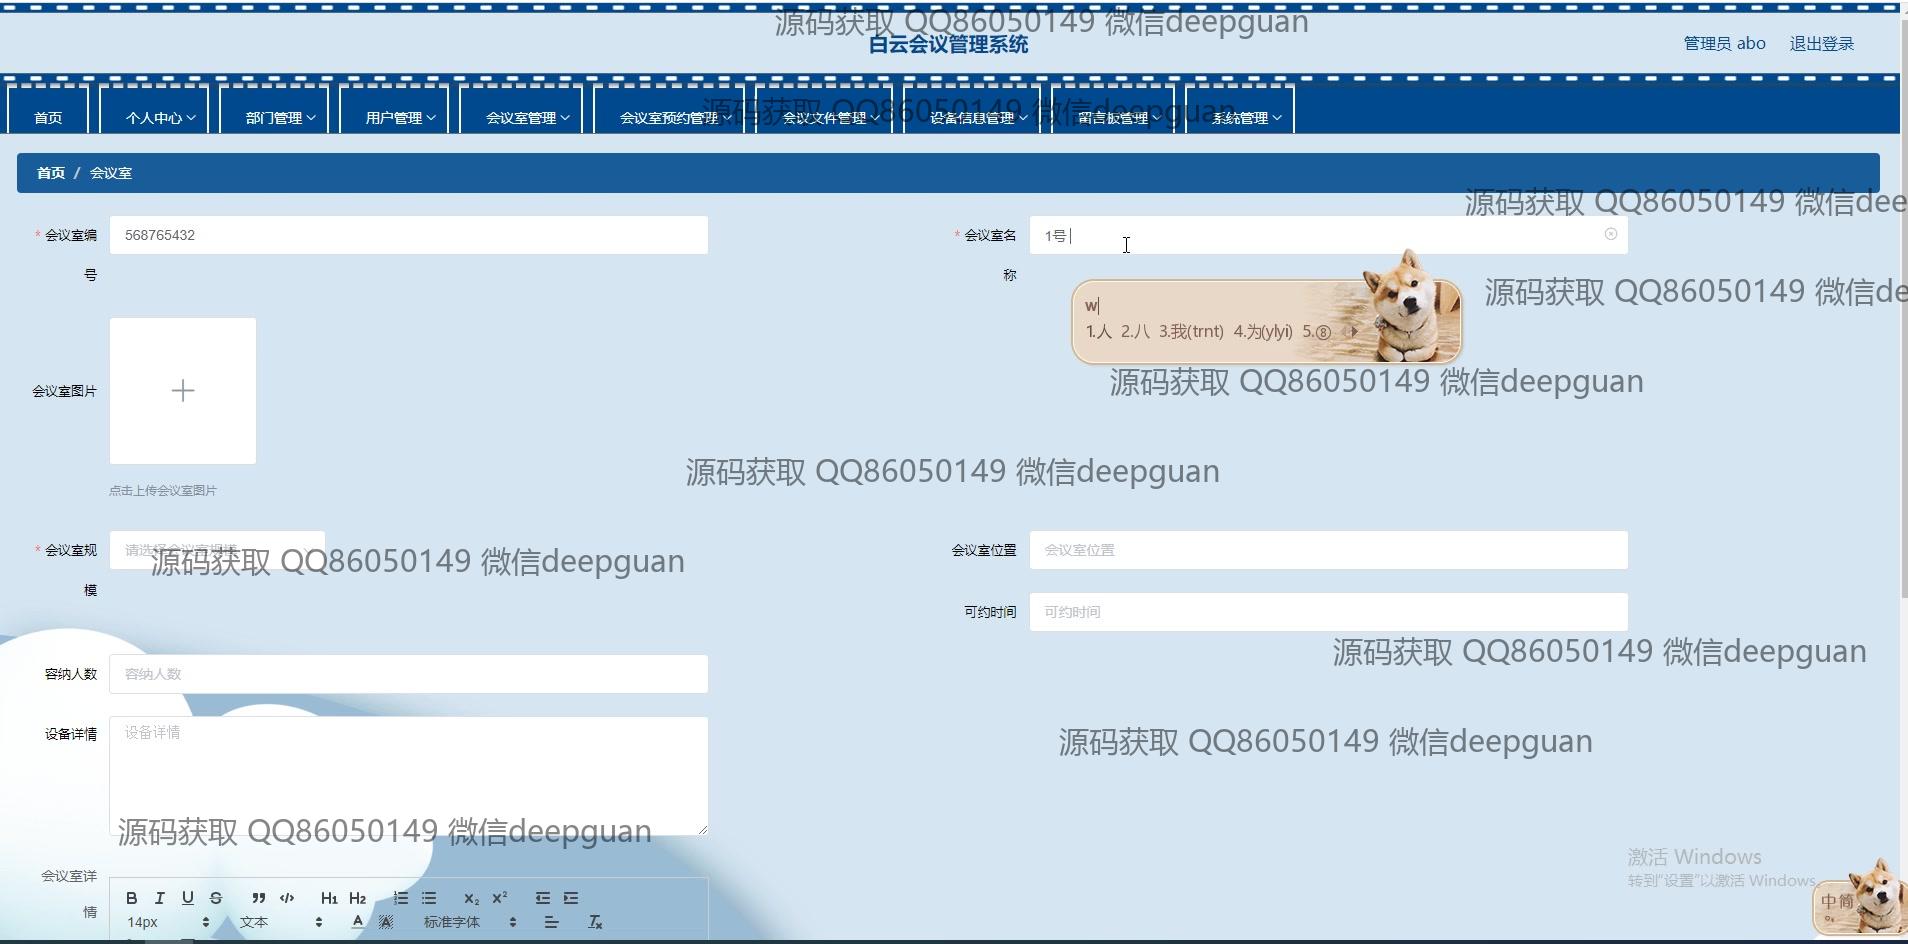 源码获取 QQ86050149 微信deepguan
白云会议管理系统
管理员 abo 退出登录
首页 个人中心 部门管理 用户管理 会议室管理 会议室预约管理 会议文件管理 设备信息管理 留言板管理 系统管理
源码获取 QQ86050149 微信deepguan
首页 / 会议室
源码获取 QQ86050149 微信dee
* 会议室编号 568765432
* 会议室名称 1号
源码获取 QQ86050149 微信de
w
1.人 2.八 3.我(trnt) 4.为(ylyi) 5.⑧
源码获取 QQ86050149 微信deepguan
会议室图片
源码获取 QQ86050149 微信deepguan
点击上传会议室图片
* 会议室规模 请选择会议室规模
会议室位置 会议室位置
源码获取 QQ86050149 微信deepguan
可约时间 可约时间
源码获取 QQ86050149 微信deepguan
容纳人数 容纳人数
设备详情 设备详情
源码获取 QQ86050149 微信deepguan
源码获取 QQ86050149 微信deepguan
激活 Windows
转到"设置"以激活 Windows。
会议室详情
B I U S ” </> H1 H2 x2 x2
14px 文本 A A 标准字体 Tx
中简